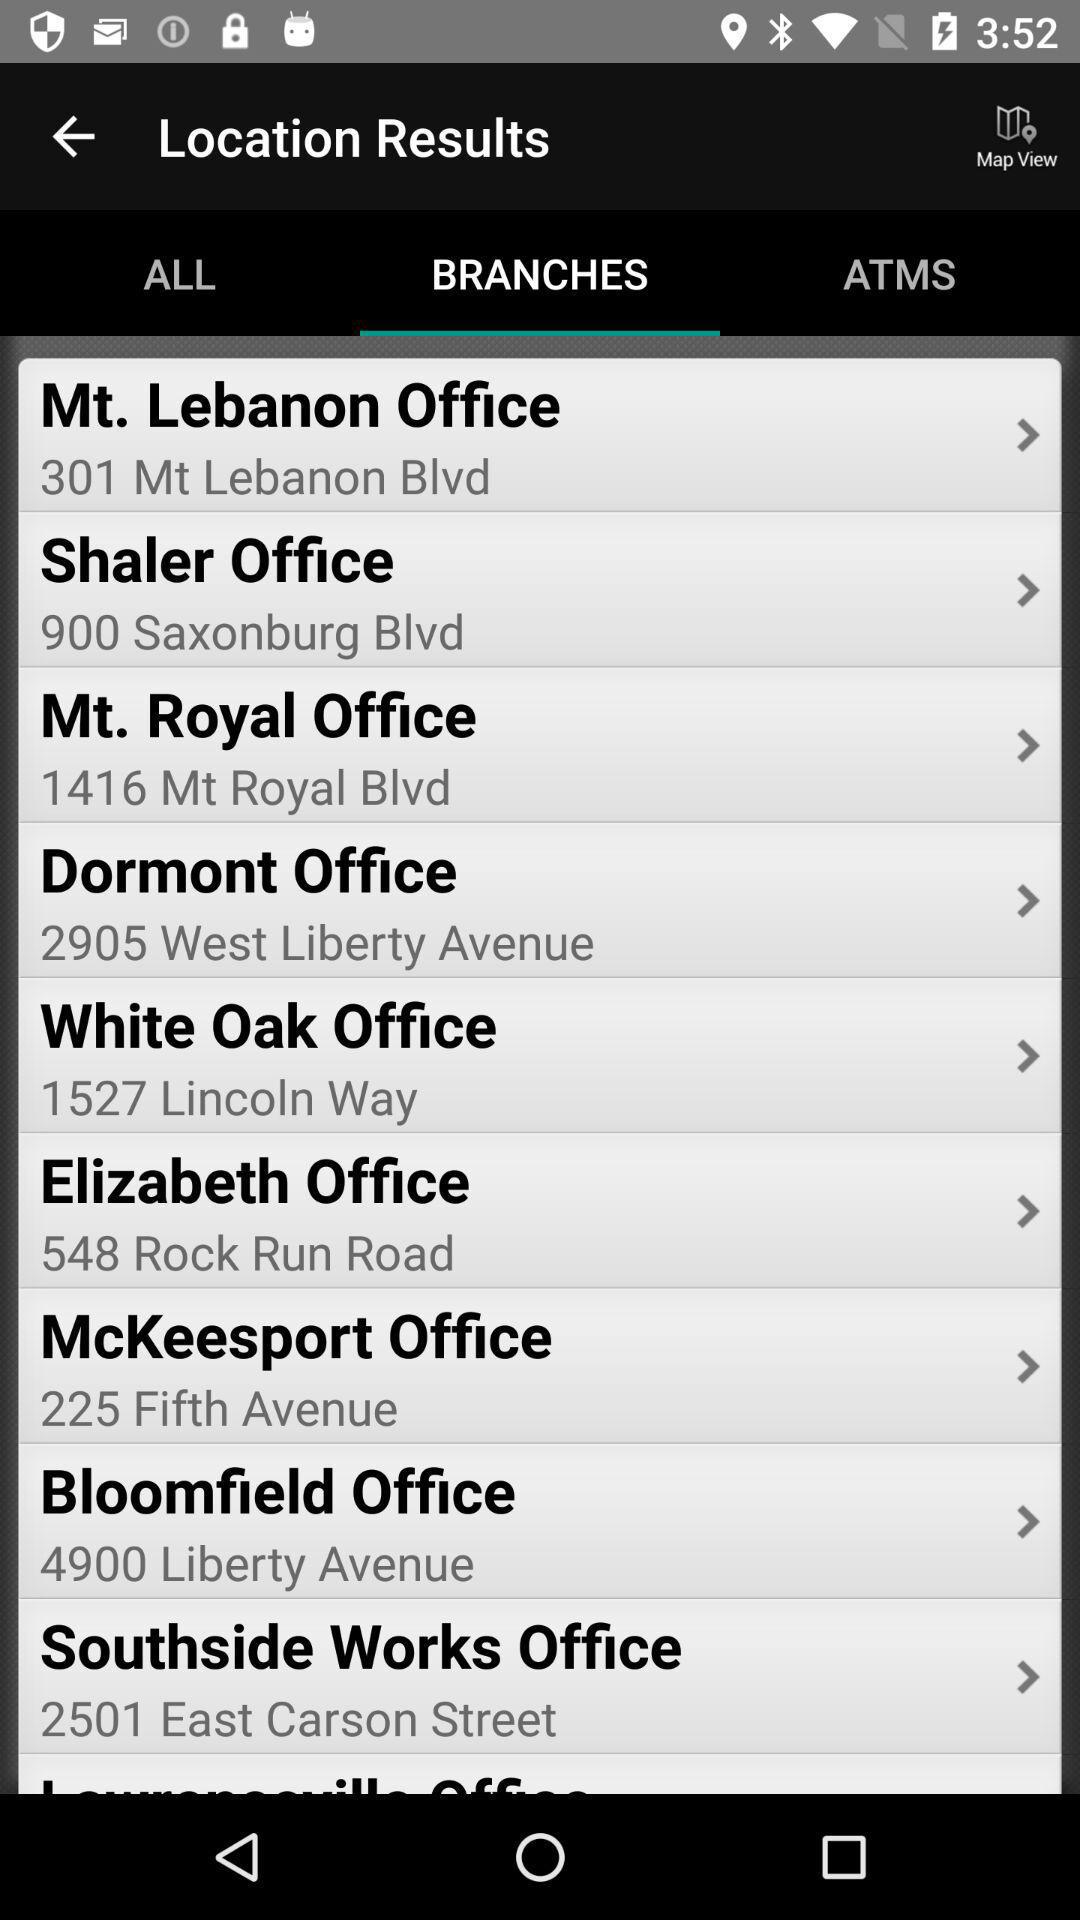 3:52
Location Results
Map View
ALL
BRANCHES
ATMS
Mt. Lebanon Office
301 Mt Lebanon Blvd
Shaler Office
900 Saxonburg Blvd
Mt. Royal Office
1416 Mt Royal Blvd
Dormont Office
2905 West Liberty Avenue
White Oak Office
1527 Lincoln Way
Elizabeth Office
548 Rock Run Road
McKeesport Office
225 Fifth Avenue
Bloomfield Office
4900 Liberty Avenue
Southside Works Office
2501 East Carson Street
Lawrenceville Office